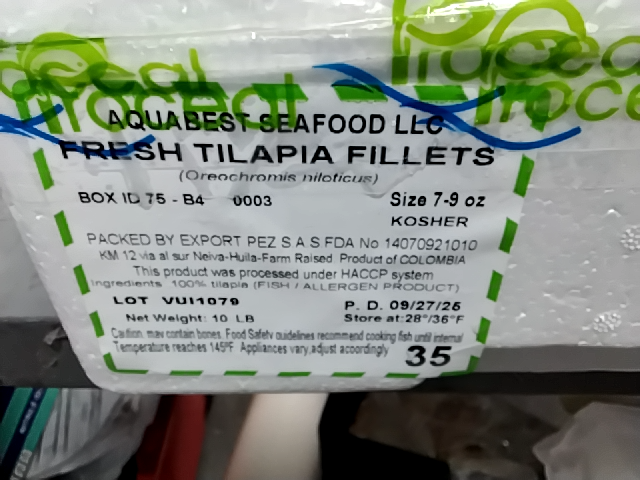 AQUABEST SEAFOOD LLC
FRESH TILAPIA FILLETS
(Oreochromis niloticus)
BOX ID 75 - B4 0003 Size 7-9 oz
KOSHER
PACKED BY EXPORT PEZ S A S FDA No 14070921010
KM 12 via al sur Neiva-Huila-Farm Raised Product of COLOMBIA
This product was processed under HACCP system
Ingredients 100% tilapia (FISH / ALLERGEN PRODUCT)
LOT VUI1079 P. D. 09/27/25
Net Weight: 10 LB Store at:28°/36°F
Caution, may contain bones. Food Safety guidelines recommend cooking fish until internal
Temperature reaches 145°F. Appliances vary,adjust acoordingly 35